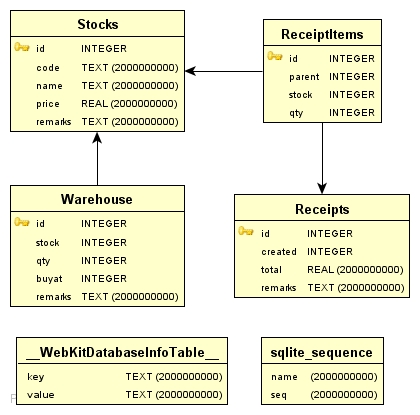 Stocks
id INTEGER
code TEXT (2000000000)
name TEXT (2000000000)
price REAL (2000000000)
remarks TEXT (2000000000)
ReceiptItems
id INTEGER
parent INTEGER
stock INTEGER
qty INTEGER
Warehouse
id INTEGER
stock INTEGER
qty INTEGER
buyat INTEGER
remarks TEXT (2000000000)
Receipts
id INTEGER
created INTEGER
total REAL (2000000000)
remarks TEXT (2000000000)
__WebKitDatabaseInfoTable__
key TEXT (2000000000)
value TEXT (2000000000)
sqlite_sequence
name (2000000000)
seq (2000000000)